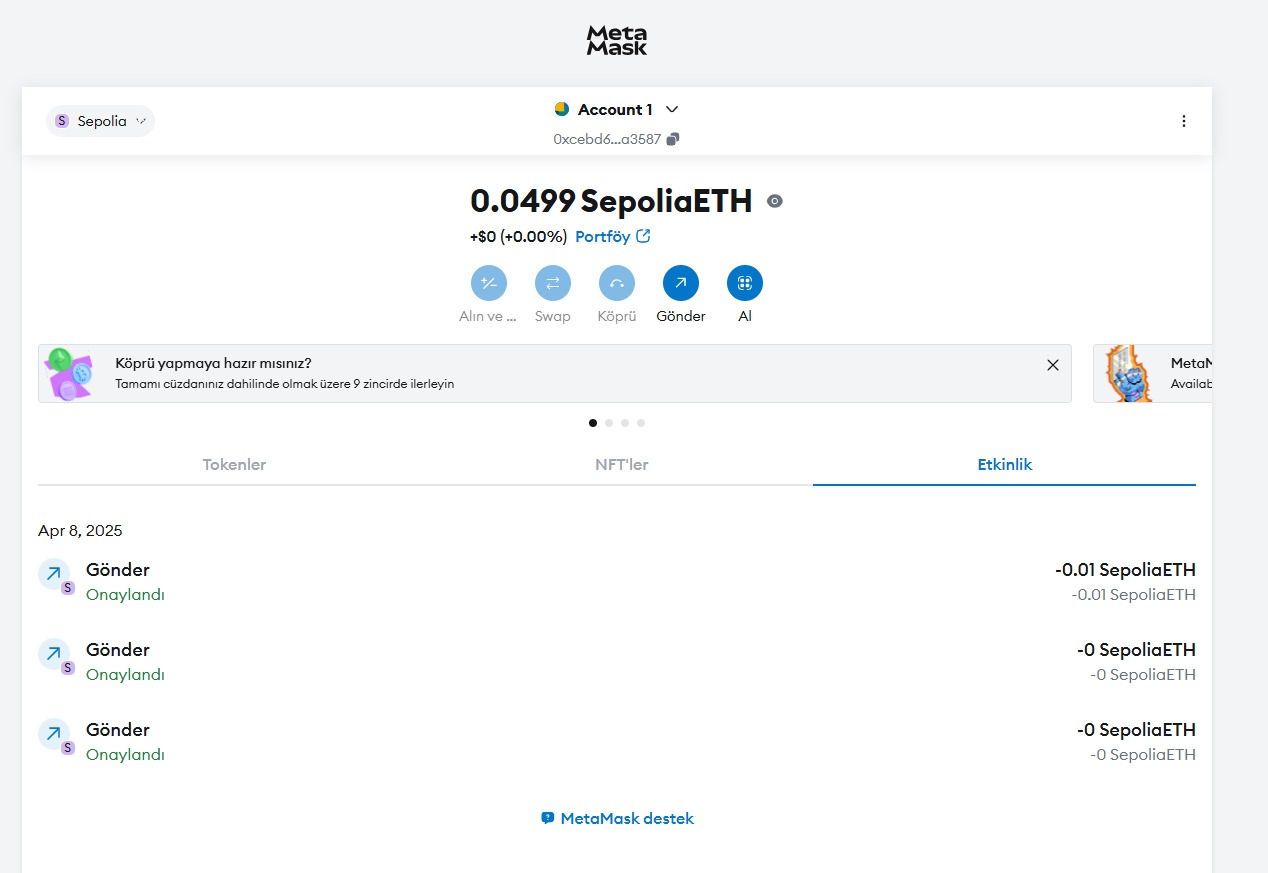 Meta
Mask
S Sepolia
Account 1
0xcebd6...a3587
0.0499 SepoliaETH
+$0 (+0.00%) Portföy
Alın ve ... Swap Köprü Gönder Al
Köprü yapmaya hazır mısınız?
Tamamı cüzdanınız dahilinde olmak üzere 9 zincirde ilerleyin
MetaM
Availab
Tokenler NFT'ler Etkinlik
Apr 8, 2025
Gönder -0.01 SepoliaETH
S Onaylandı -0.01 SepoliaETH
Gönder -0 SepoliaETH
S Onaylandı -0 SepoliaETH
Gönder -0 SepoliaETH
S Onaylandı -0 SepoliaETH
MetaMask destek